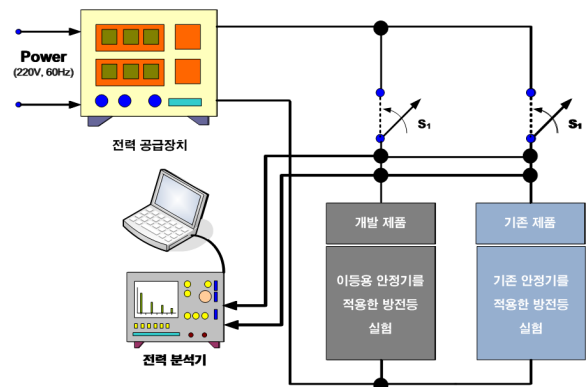 Power
(220V, 60Hz)
전력 공급장치
S₁
S₁
개발 제품
기존 제품
이등용 안정기를
적용한 방전등
실험
기존 안정기를
적용한 방전등
실험
전력 분석기